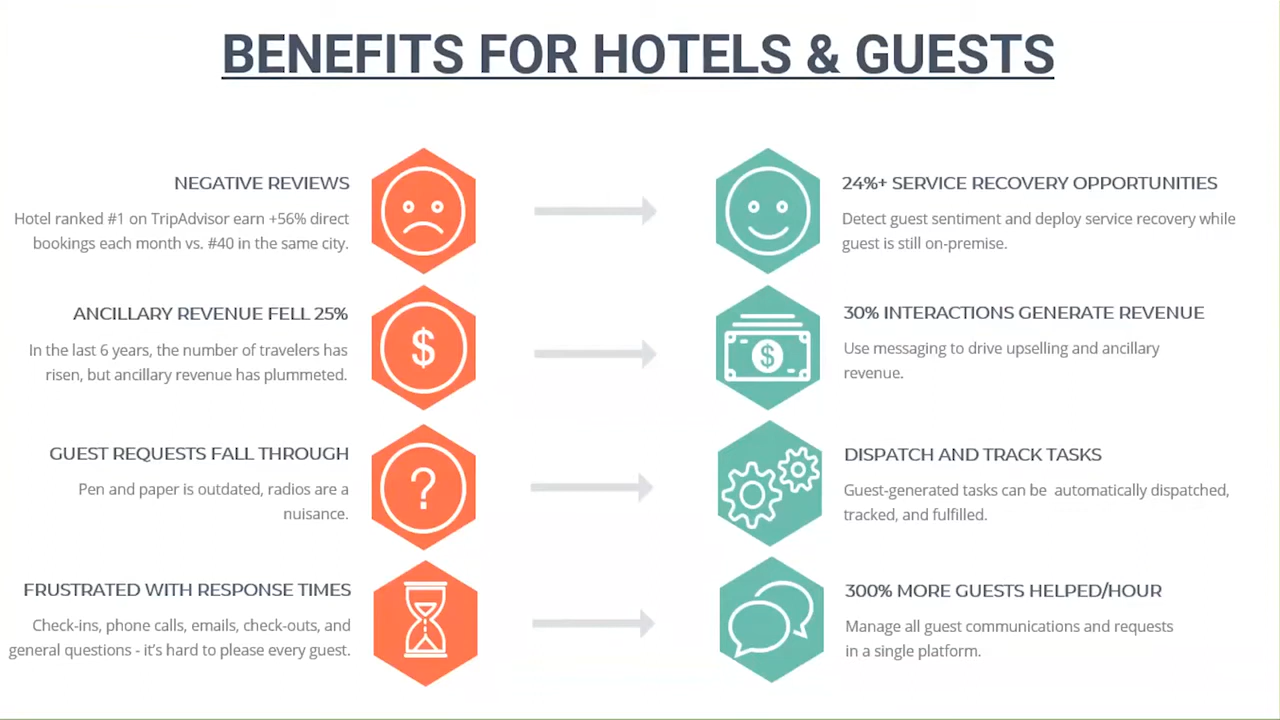 BENEFITS FOR HOTELS & GUESTS
NEGATIVE REVIEWS
Hotel ranked #1 on TripAdvisor earn +56% direct
bookings each month vs. #40 in the same city.
24%+ SERVICE RECOVERY OPPORTUNITIES
Detect guest sentiment and deploy service recovery while
guest is still on-premise.
ANCILLARY REVENUE FELL 25%
In the last 6 years, the number of travelers has
risen, but ancillary revenue has plummeted.
$
$
30% INTERACTIONS GENERATE REVENUE
Use messaging to drive upselling and ancillary
revenue.
GUEST REQUESTS FALL THROUGH
Pen and paper is outdated, radios are a
nuisance.
?
DISPATCH AND TRACK TASKS
Guest-generated tasks can be automatically dispatched,
tracked, and fulfilled.
FRUSTRATED WITH RESPONSE TIMES
Check-ins, phone calls, emails, check-outs, and
general questions - it's hard to please every guest.
300% MORE GUESTS HELPED/HOUR
Manage all guest communications and requests
in a single platform.